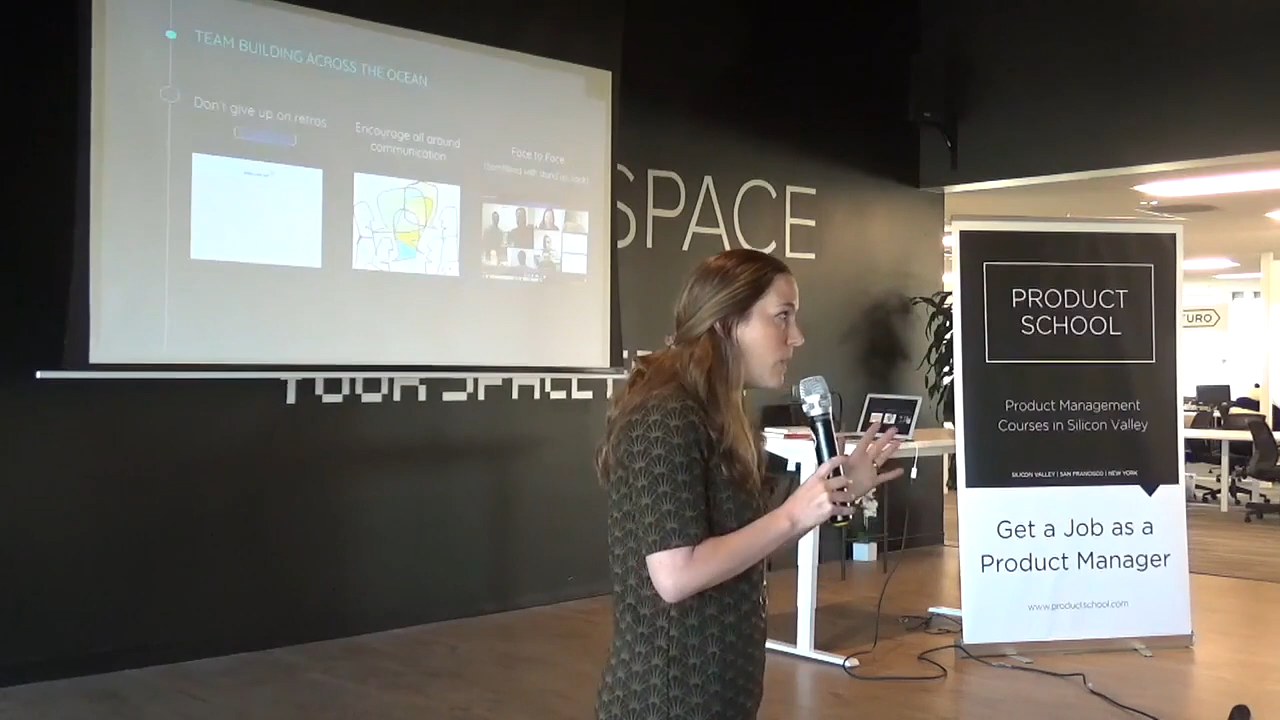 TEAM BUILDING ACROSS THE OCEAN
Don't give up on retros
Encourage all around
communication
Face to Face
SPACE
PRODUCT
SCHOOL
Product Management
Courses in Silicon Valley
SILICON VALLEY | SAN FRANCISCO | NEW YORK
Get a Job as a
Product Manager
www.productschool.com
TURO